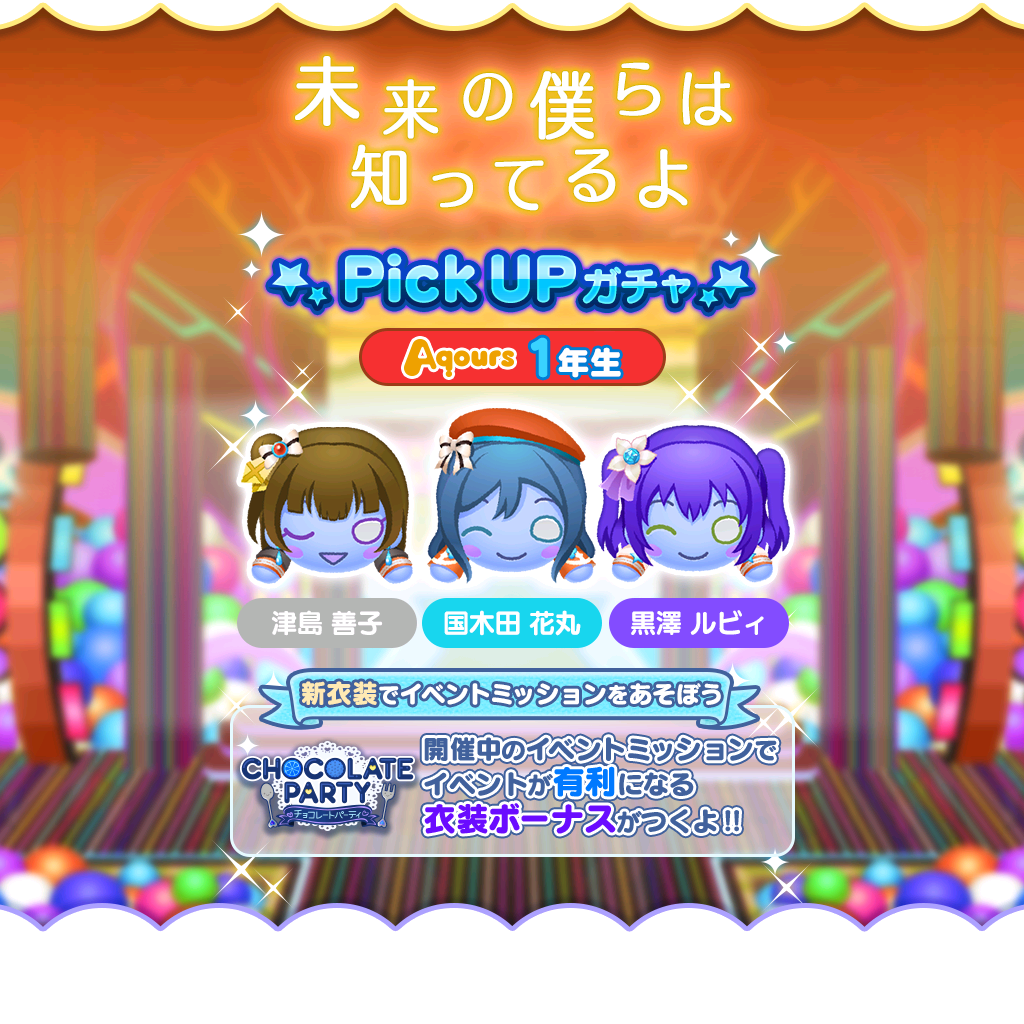 未来の僕らは
知ってるよ
Pick UP ガチャ
Aqours 1年生
津島 善子
国木田 花丸
黒澤 ルビィ
新衣装でイベントミッションをあそぼう
CHOCOLATE
PARTY
チョコレートパーティ
開催中のイベントミッションで
イベントが有利になる
衣装ボーナスがつくよ!!